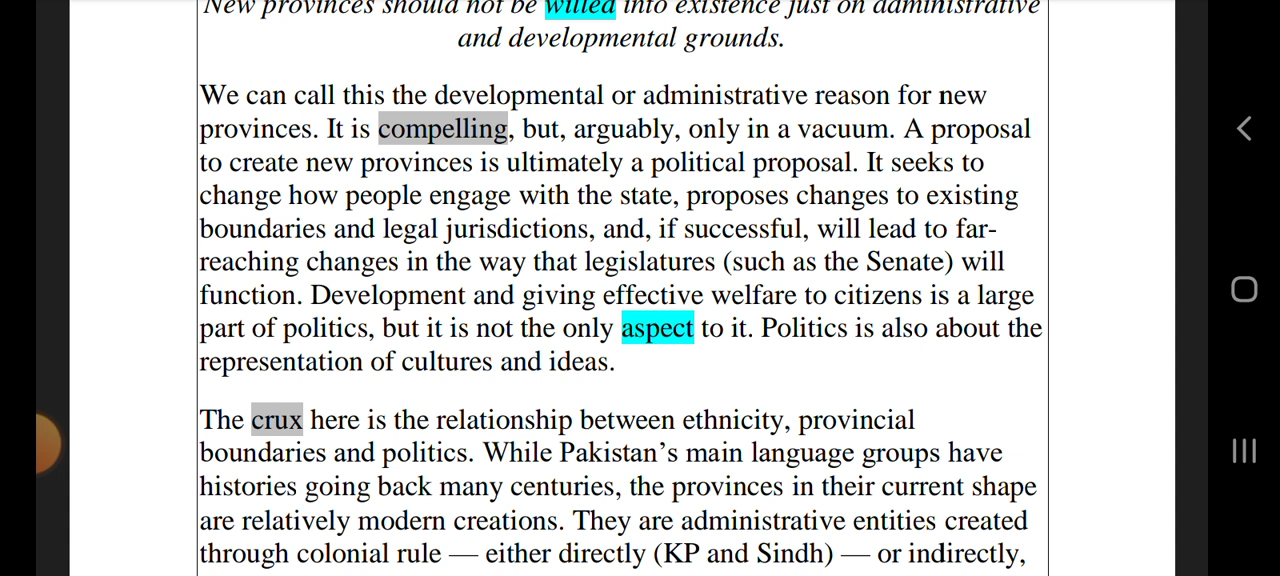 New provinces should not be willed into existence just on administrative
and developmental grounds.
We can call this the developmental or administrative reason for new
provinces. It is compelling, but, arguably, only in a vacuum. A proposal
to create new provinces is ultimately a political proposal. It seeks to
change how people engage with the state, proposes changes to existing
boundaries and legal jurisdictions, and, if successful, will lead to far-
reaching changes in the way that legislatures (such as the Senate) will
function. Development and giving effective welfare to citizens is a large
part of politics, but it is not the only aspect to it. Politics is also about the
representation of cultures and ideas.
The crux here is the relationship between ethnicity, provincial
boundaries and politics. While Pakistan’s main language groups have
histories going back many centuries, the provinces in their current shape
are relatively modern creations. They are administrative entities created
through colonial rule — either directly (KP and Sindh) — or indirectly,